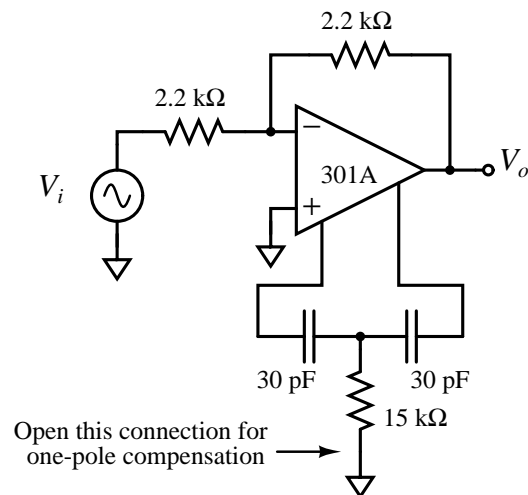 2.2 kΩ
2.2 kΩ
−
301A
+
V_i
V_o
30 pF
30 pF
15 kΩ
Open this connection for
one-pole compensation